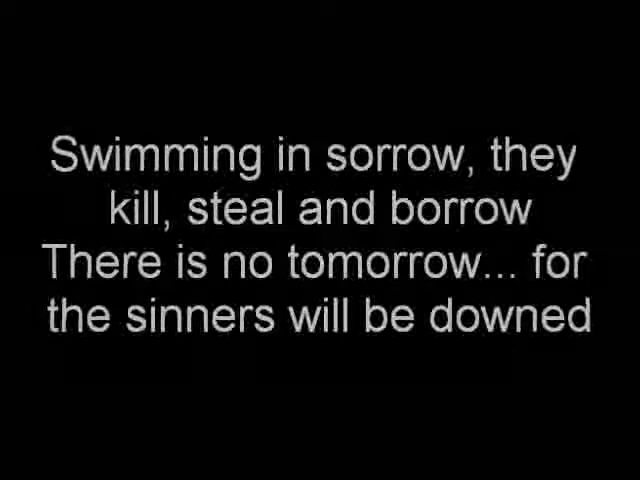 Swimming in sorrow, they
kill, steal and borrow
There is no tomorrow... for
the sinners will be downed